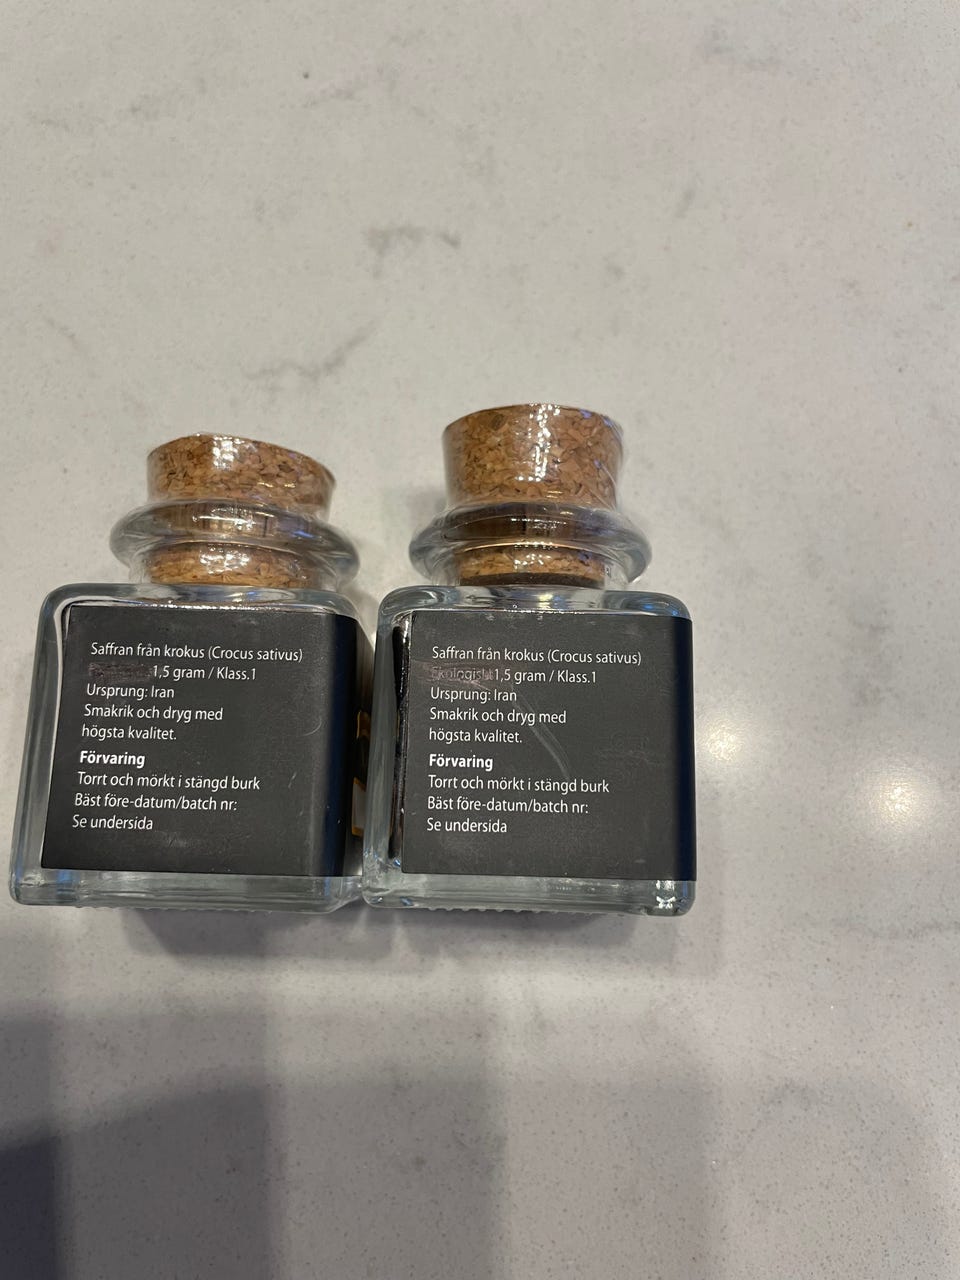 Saffran från krokus (Crocus sativus)
1,5 gram / Klass.1
Ursprung: Iran
Smakrik och dryg med
högsta kvalitet.
Förvaring
Torrt och mörkt i stängd burk
Bäst före-datum/batch nr:
Se undersida
Saffran från krokus (Crocus sativus)
Ekologiskt 1,5 gram / Klass.1
Ursprung: Iran
Smakrik och dryg med
högsta kvalitet.
Förvaring
Torrt och mörkt i stängd burk
Bäst före-datum/batch nr:
Se undersida